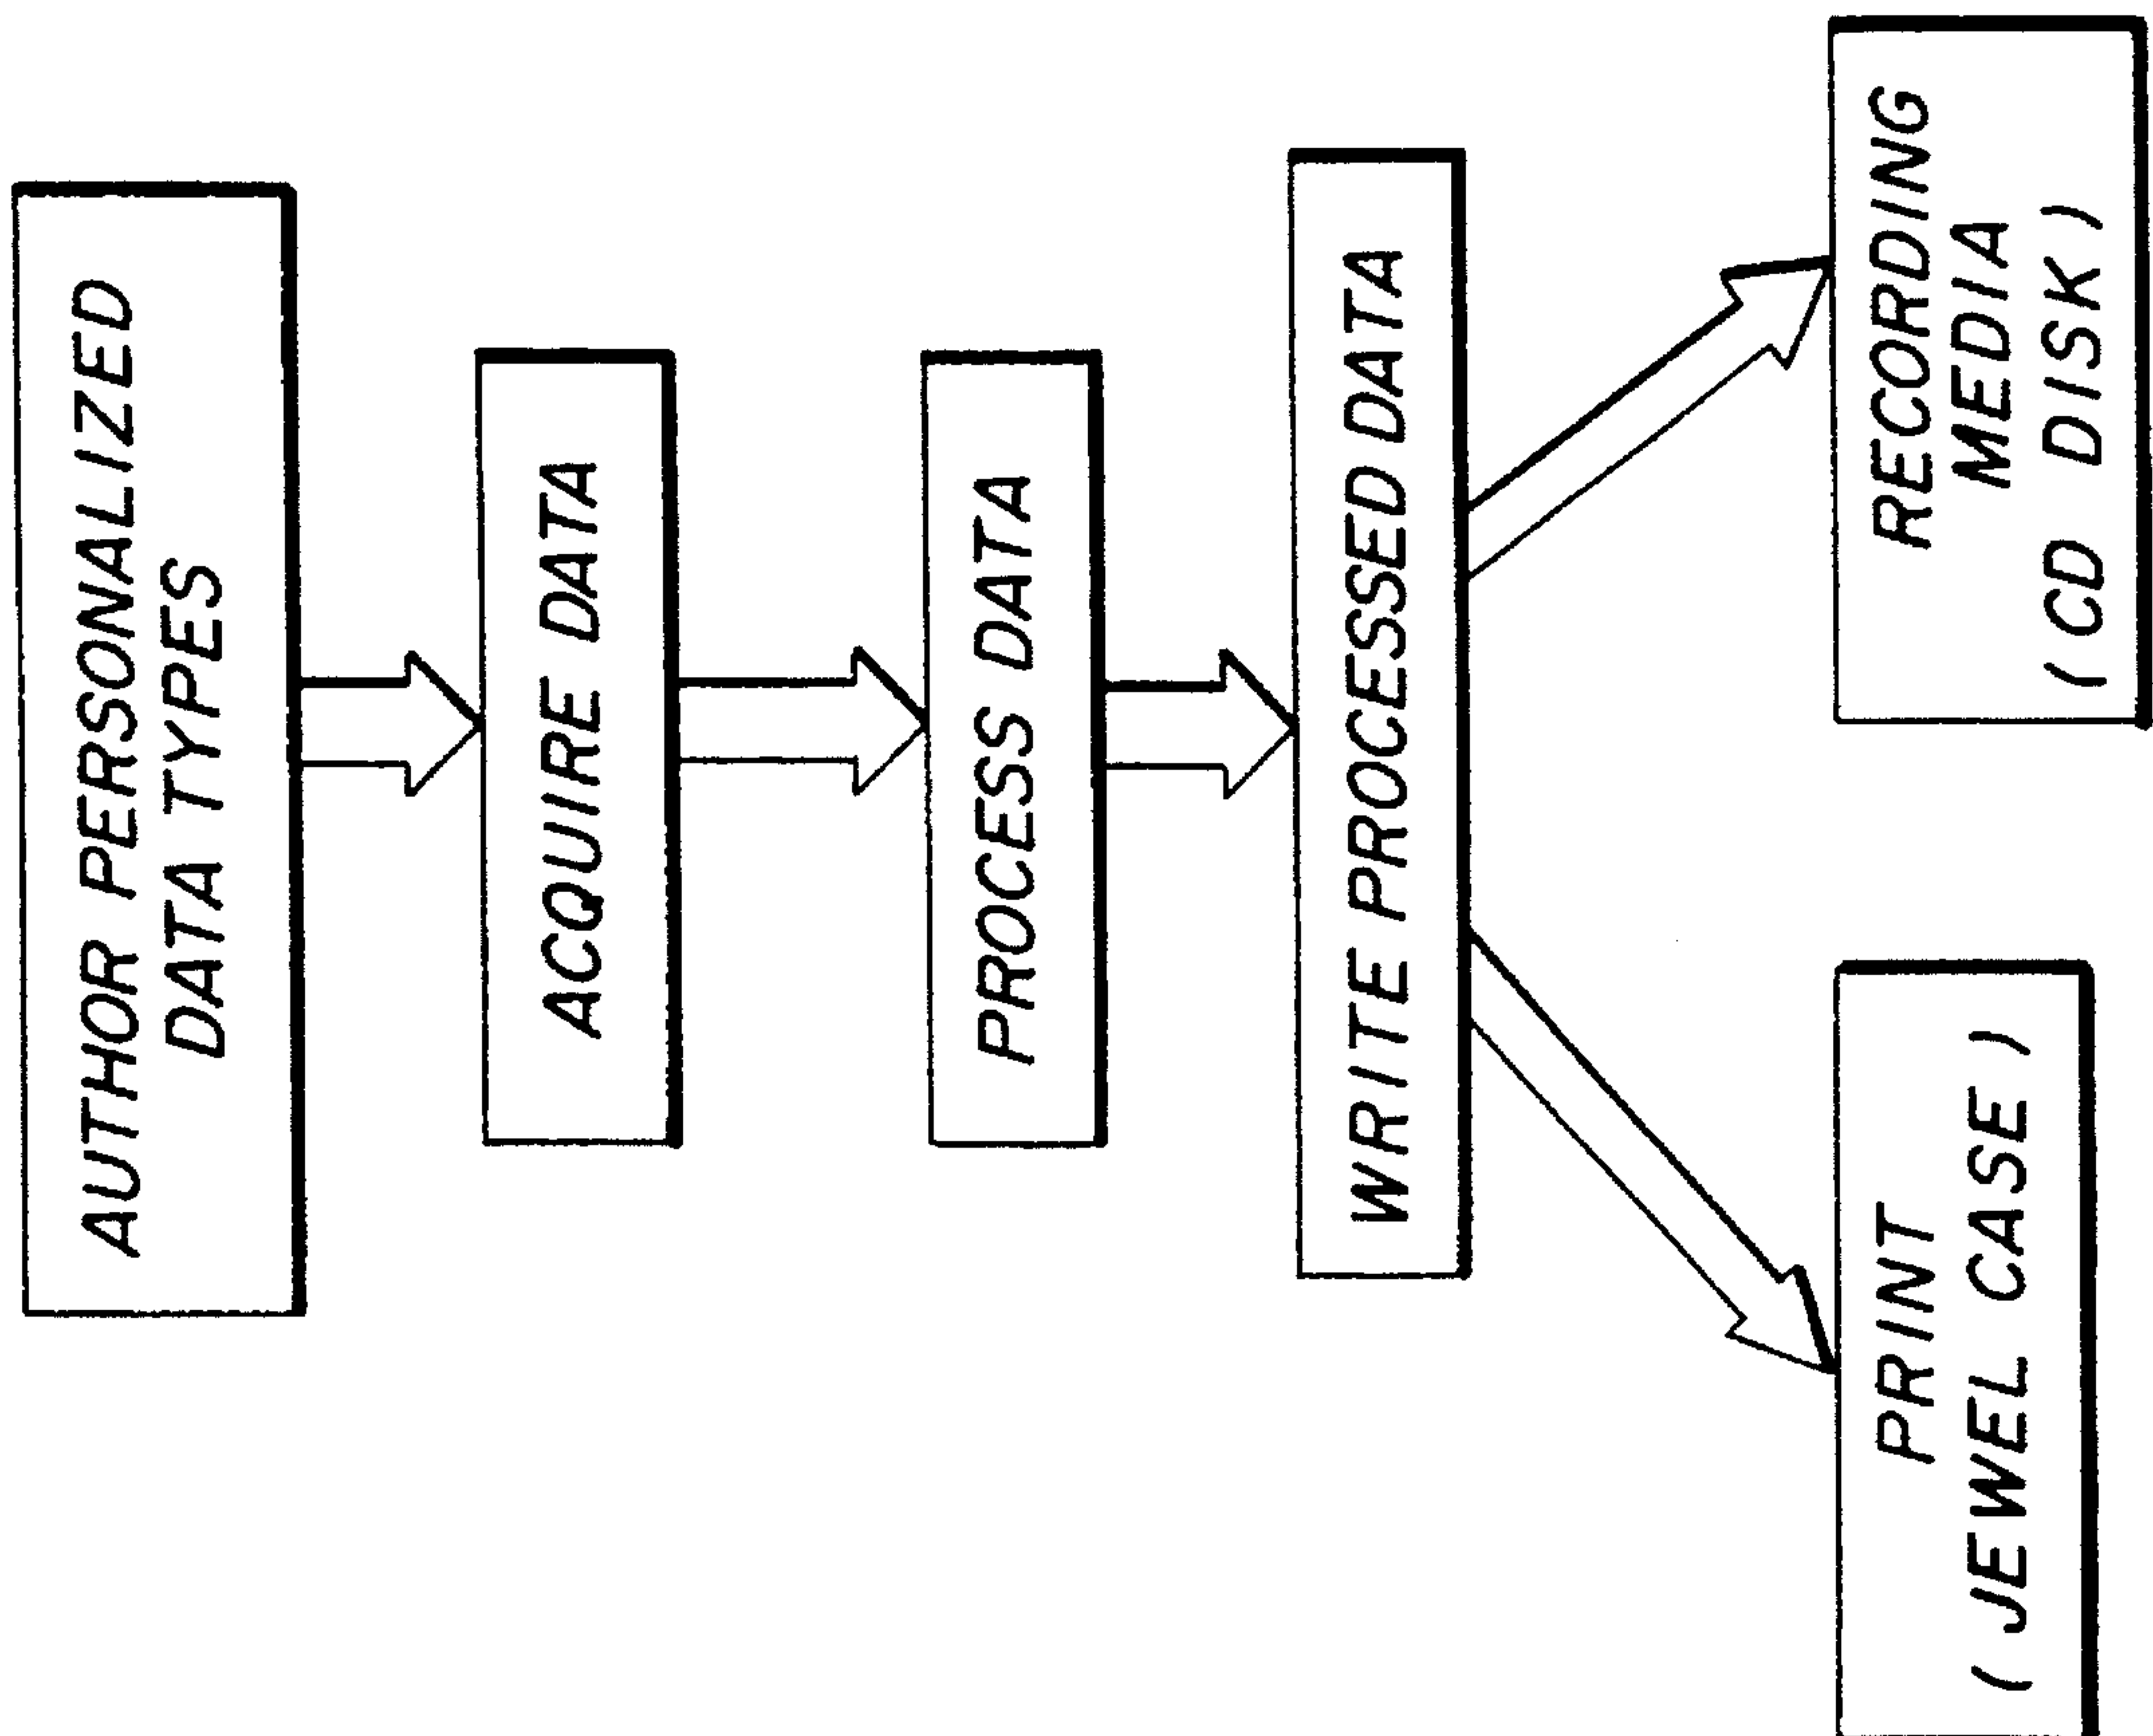 AUTHOR PERSONALIZED
DATA TYPES
ACQUIRE DATA
PROCESS DATA
WRITE PROCESSED DATA
PRINT
( JEWEL CASE )
RECORDING
MEDIA
(CD DISK)